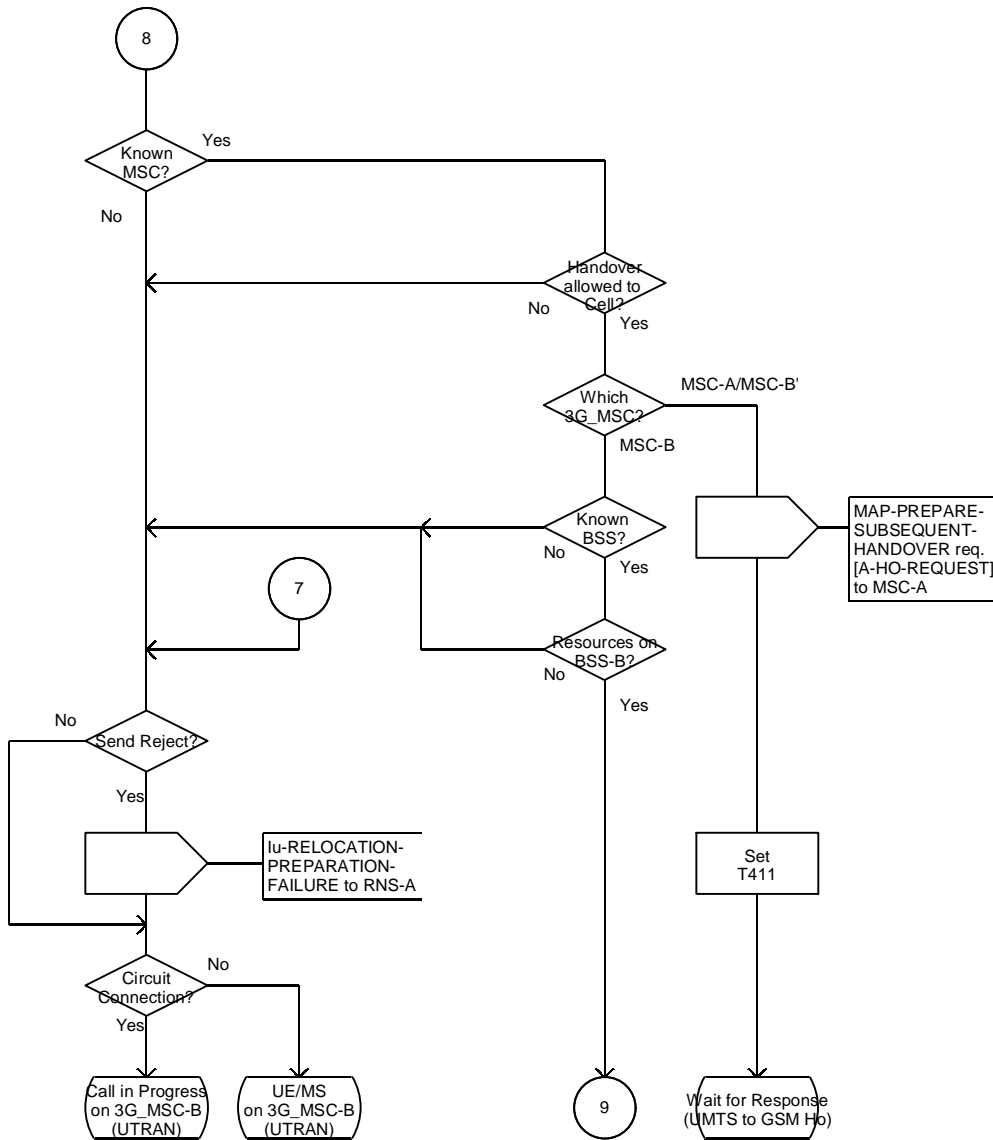 8
Known
MSC?
Yes
No
Handover
allowed to
Cell?
No
Yes
Which
3G_MSC?
MSC-A/MSC-B'
MSC-B
Known
BSS?
No
Yes
MAP-PREPARE-
SUBSEQUENT-
HANDOVER req.
[A-HO-REQUEST]
to MSC-A
7
Resources on
BSS-B?
No
Yes
Send Reject?
No
Yes
Iu-RELOCATION-
PREPARATION-
FAILURE to RNS-A
Set
T411
Circuit
Connection?
No
Yes
Call in Progress
on 3G_MSC-B
(UTRAN)
UE/MS
on 3G_MSC-B
(UTRAN)
9
Wait for Response
(UMTS to GSM Ho)